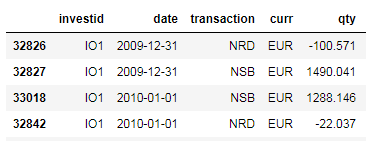 investid date transaction curr qty
32826 IO1 2009-12-31 NRD EUR -100.571
32827 IO1 2009-12-31 NSB EUR 1490.041
33018 IO1 2010-01-01 NSB EUR 1288.146
32842 IO1 2010-01-01 NRD EUR -22.037